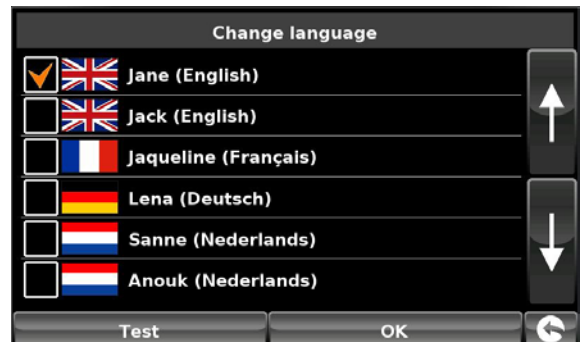 Change language
Jane (English)
Jack (English)
Jaqueline (Français)
Lena (Deutsch)
Sanne (Nederlands)
Anouk (Nederlands)
Test
OK